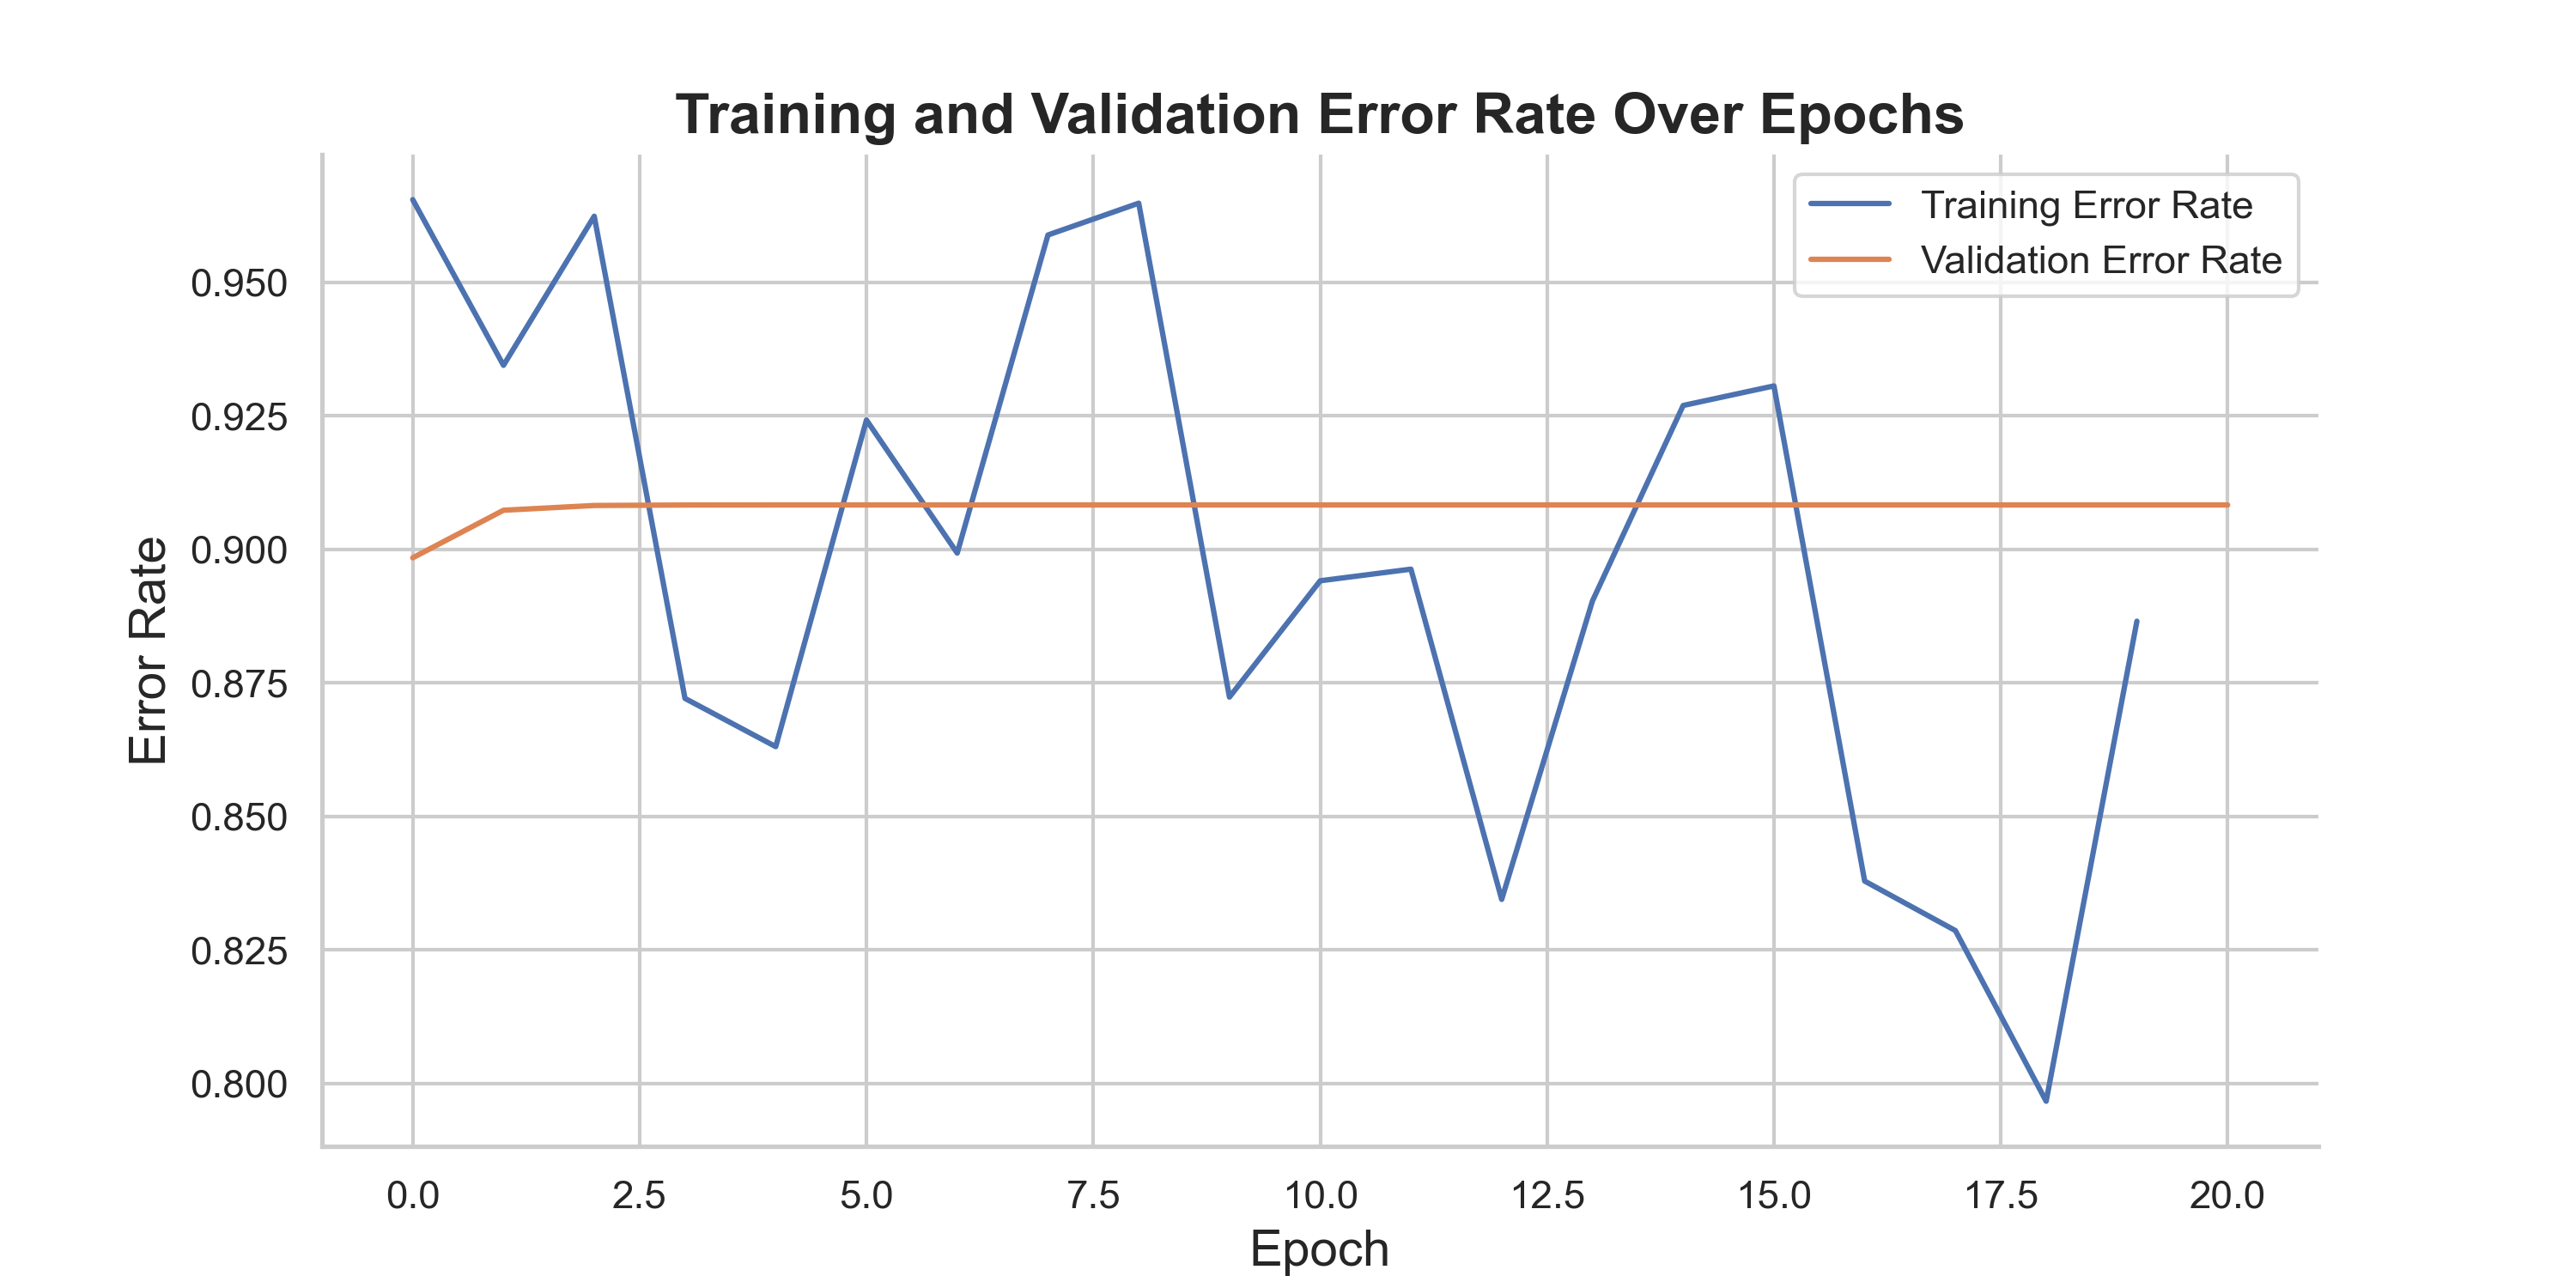 Training and Validation Error Rate Over Epochs
Training Error Rate
Validation Error Rate
0.950
0.925
0.900
0.875
0.850
0.825
0.800
Error Rate
0.0 2.5 5.0 7.5 10.0 12.5 15.0 17.5 20.0
Epoch